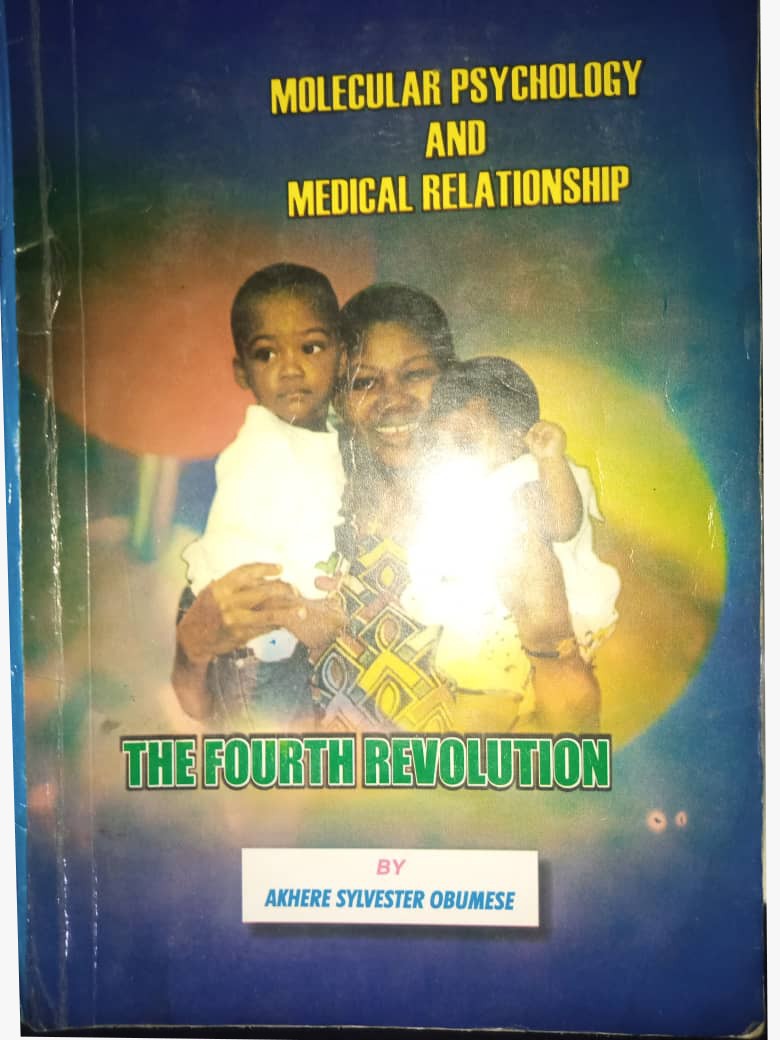 MOLECULAR PSYCHOLOGY
AND
MEDICAL RELATIONSHIP
THE FOURTH REVOLUTION
BY
AKHERE SYLVESTER OBUMESE